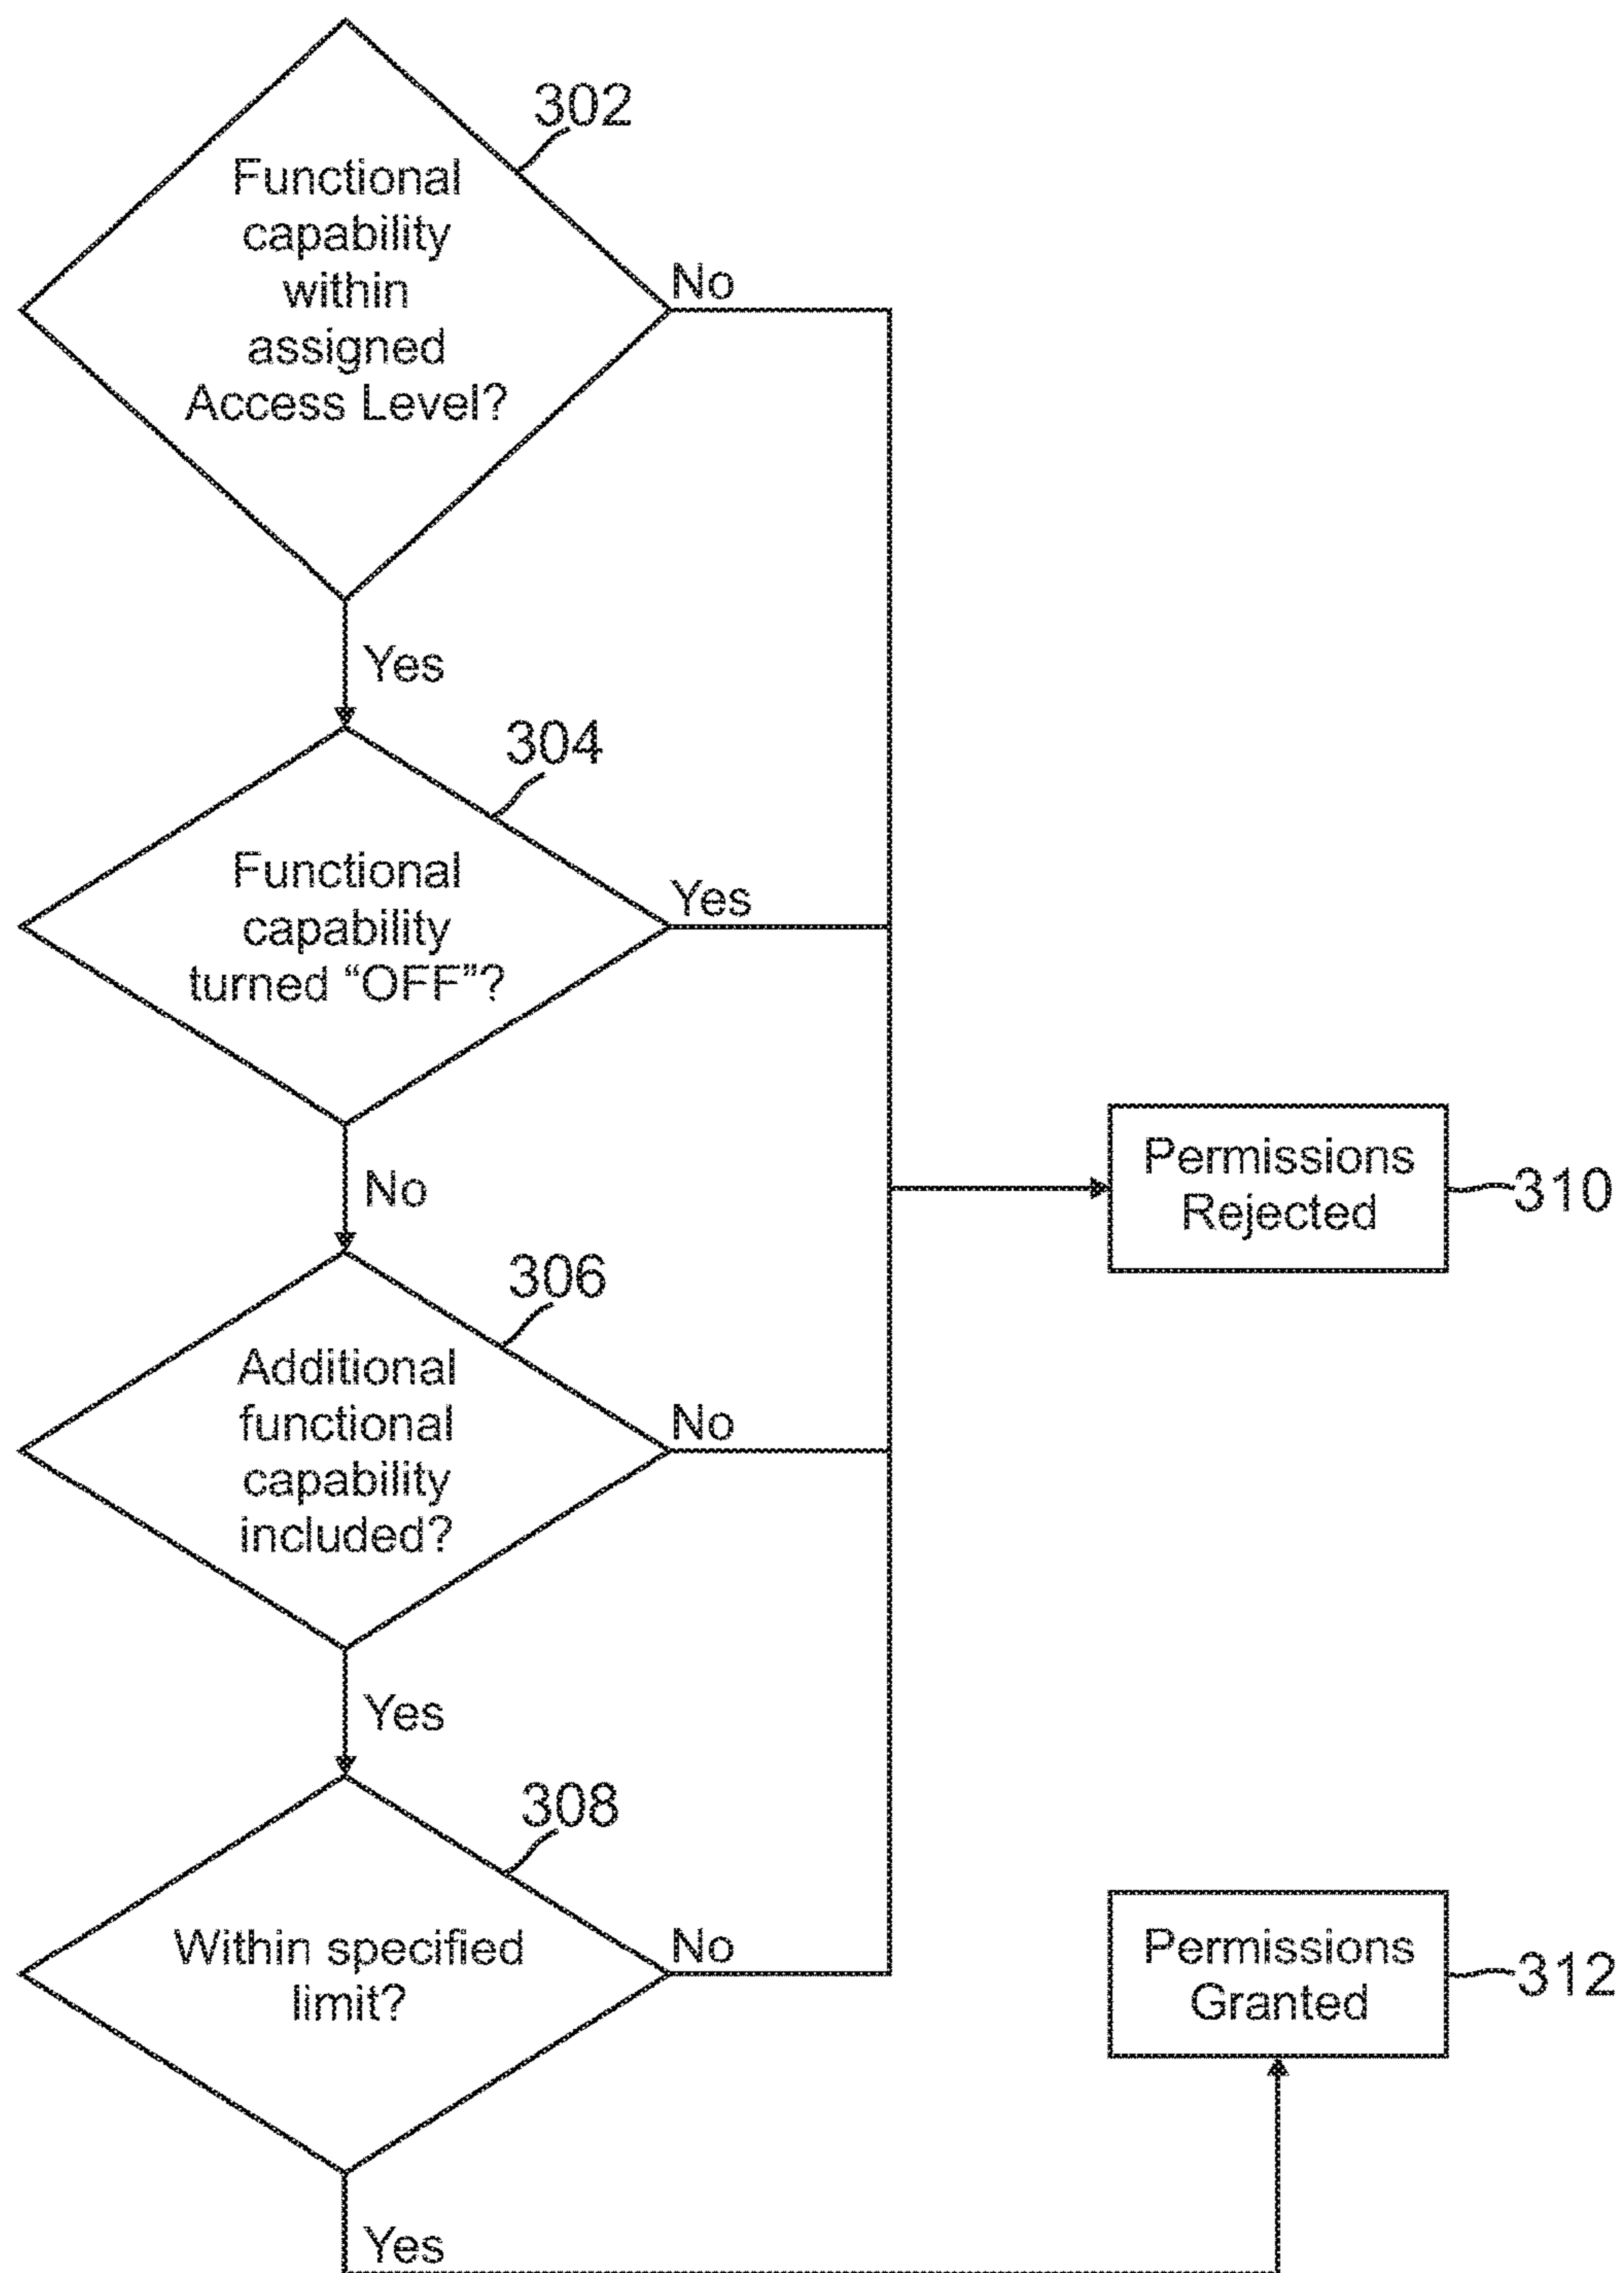 302
Functional
capability
within
assigned
Access Level?
No
Yes
304
Functional
capability
turned “OFF”?
Yes
No
306
Additional
functional
capability
included?
No
Yes
308
Within specified
limit?
No
Yes
Permissions
Rejected
310
Permissions
Granted
312